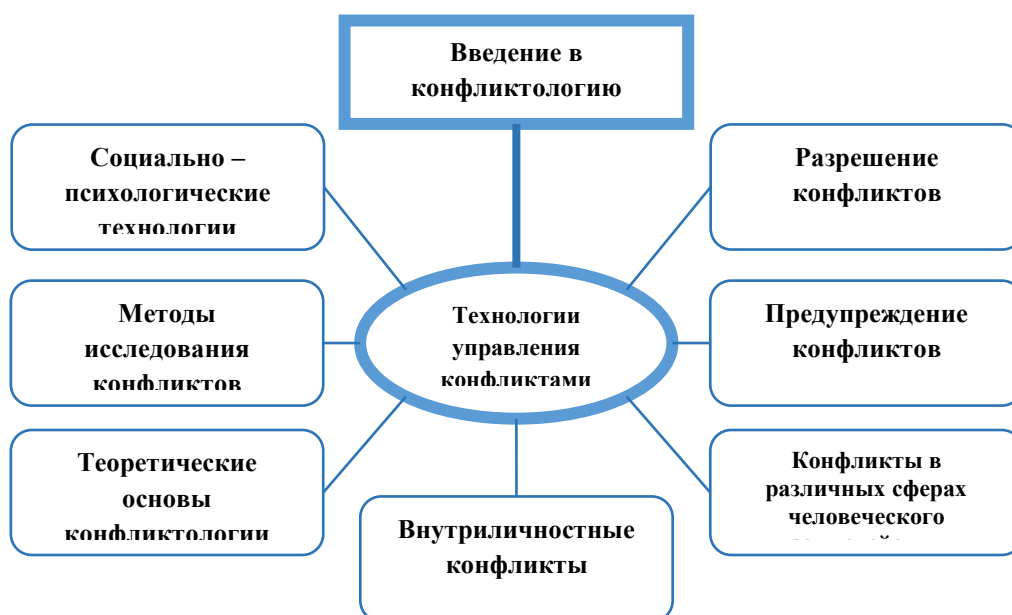 Введение в
конфликтологию
Социально –
психологические
технологии
Разрешение
конфликтов
Методы
исследования
конфликтов
Технологии
управления
конфликтами
Предупреждение
конфликтов
Теоретические
основы
конфликтологии
Внутриличностные
конфликты
Конфликты в
различных сферах
человеческого